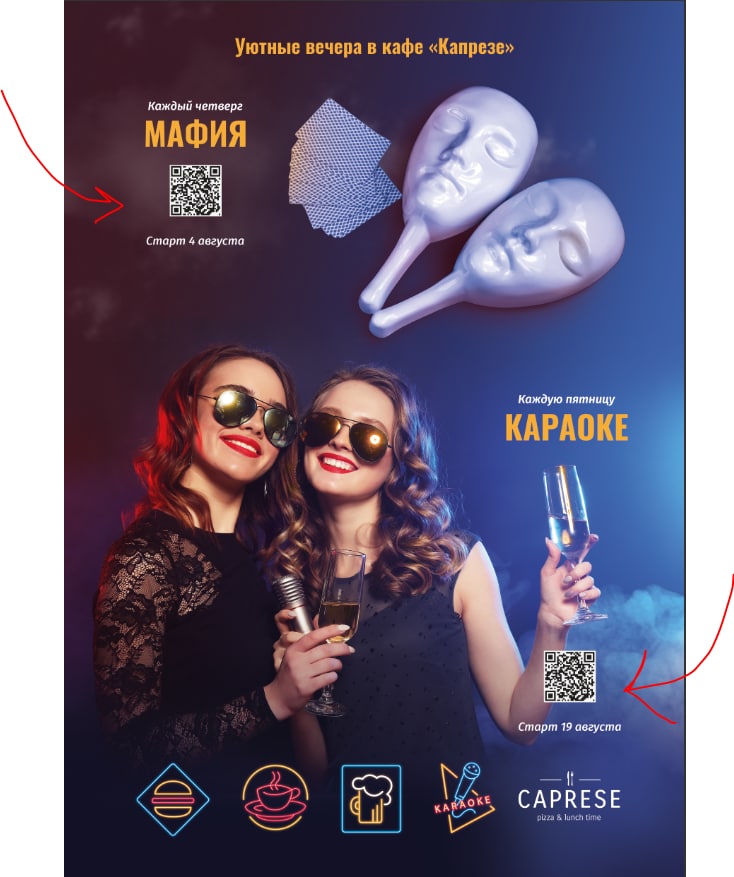 Уютные вечера в кафе «Капрезе»
Каждый четверг
МАФИЯ
Старт 4 августа
Каждую пятницу
КАРАОКЕ
Старт 19 августа
КАРАОКЕ
CAPRESE
pizza & lunch time